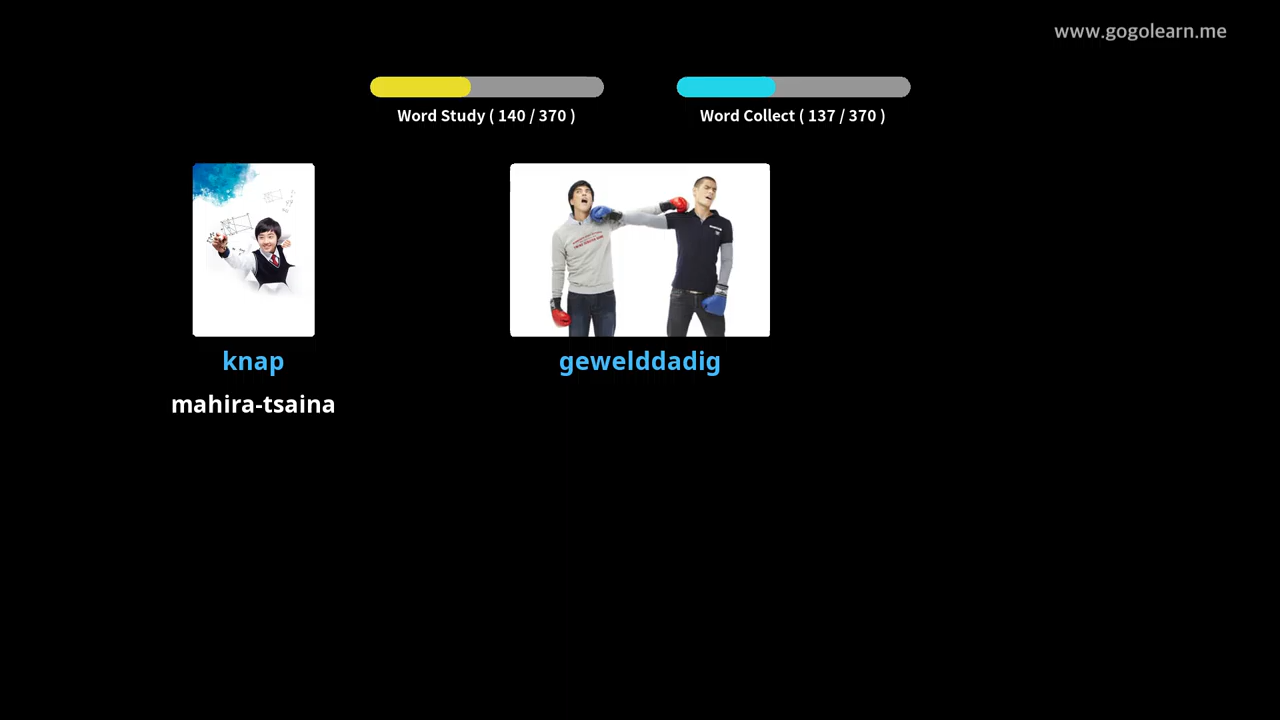 www.gogolearn.me
Word Study ( 140 / 370 )
Word Collect ( 137 / 370 )
knap
gewelddadig
mahira-tsaina